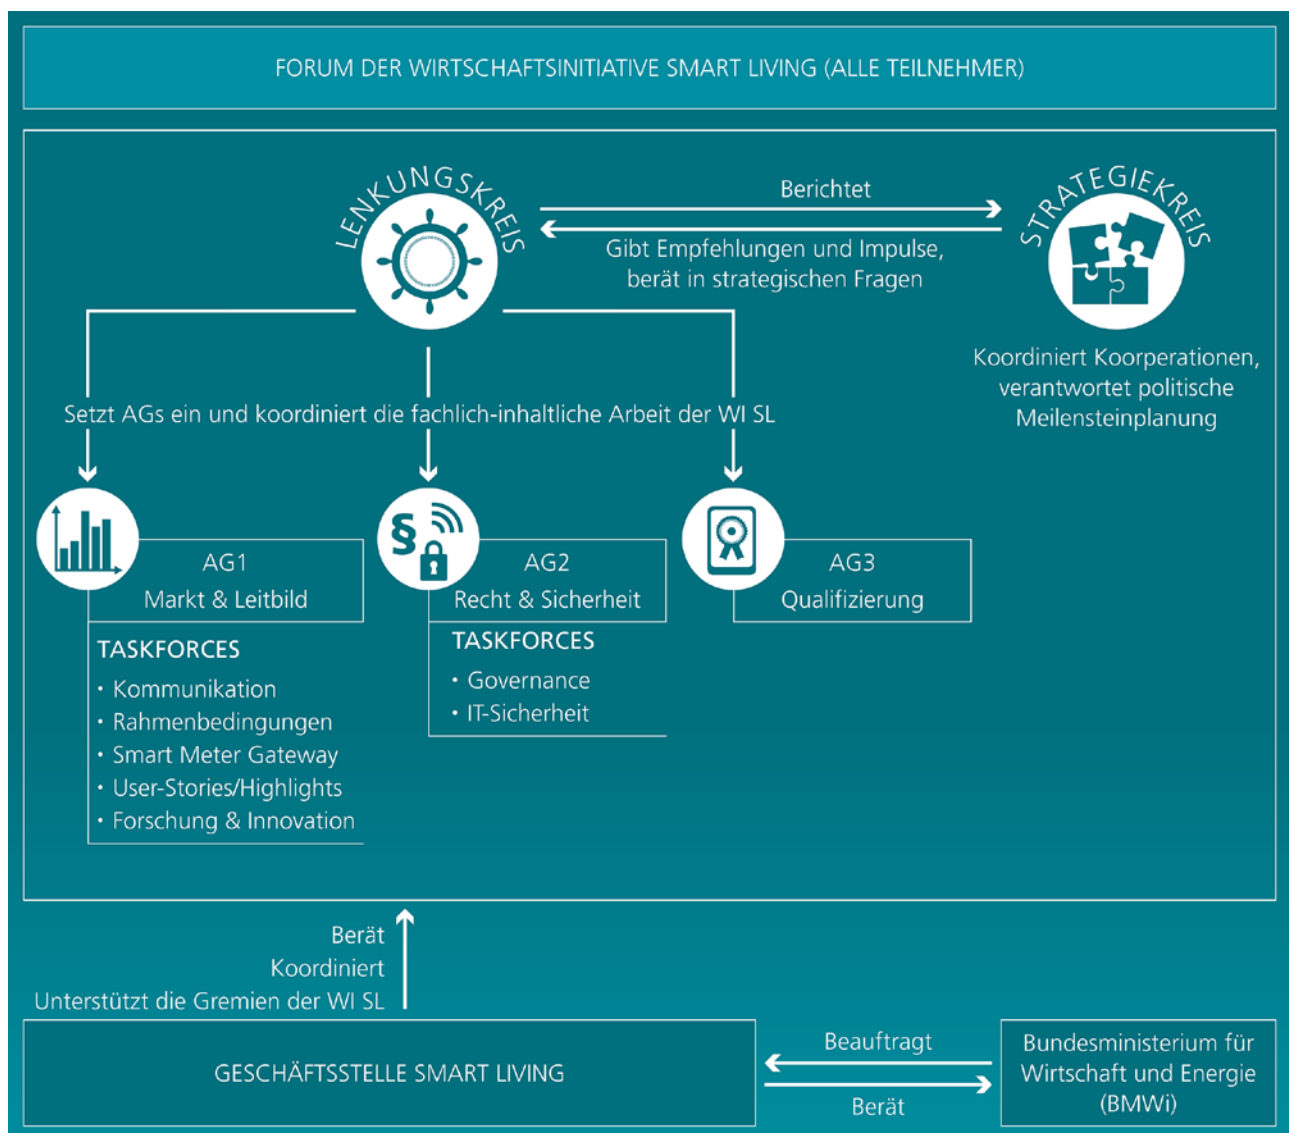 FORUM DER WIRTSCHAFTSINITIATIVE SMART LIVING (ALLE TEILNEHMER)
LENKUNGSKREIS
Berichtet
Gibt Empfehlungen und Impulse,
berät in strategischen Fragen
STRATEGIEKREIS
Koordiniert Koorperationen,
verantwortet politische
Meilensteinplanung
Setzt AGs ein und koordiniert die fachlich-inhaltliche Arbeit der WI SL
AG1
Markt & Leitbild
TASKFORCES
• Kommunikation
• Rahmenbedingungen
• Smart Meter Gateway
• User-Stories/Highlights
• Forschung & Innovation
§
AG2
Recht & Sicherheit
TASKFORCES
• Governance
• IT-Sicherheit
AG3
Qualifizierung
Berät
Koordiniert
Unterstützt die Gremien der WI SL
GESCHÄFTSSTELLE SMART LIVING
Beauftragt
Berät
Bundesministerium für
Wirtschaft und Energie
(BMWi)